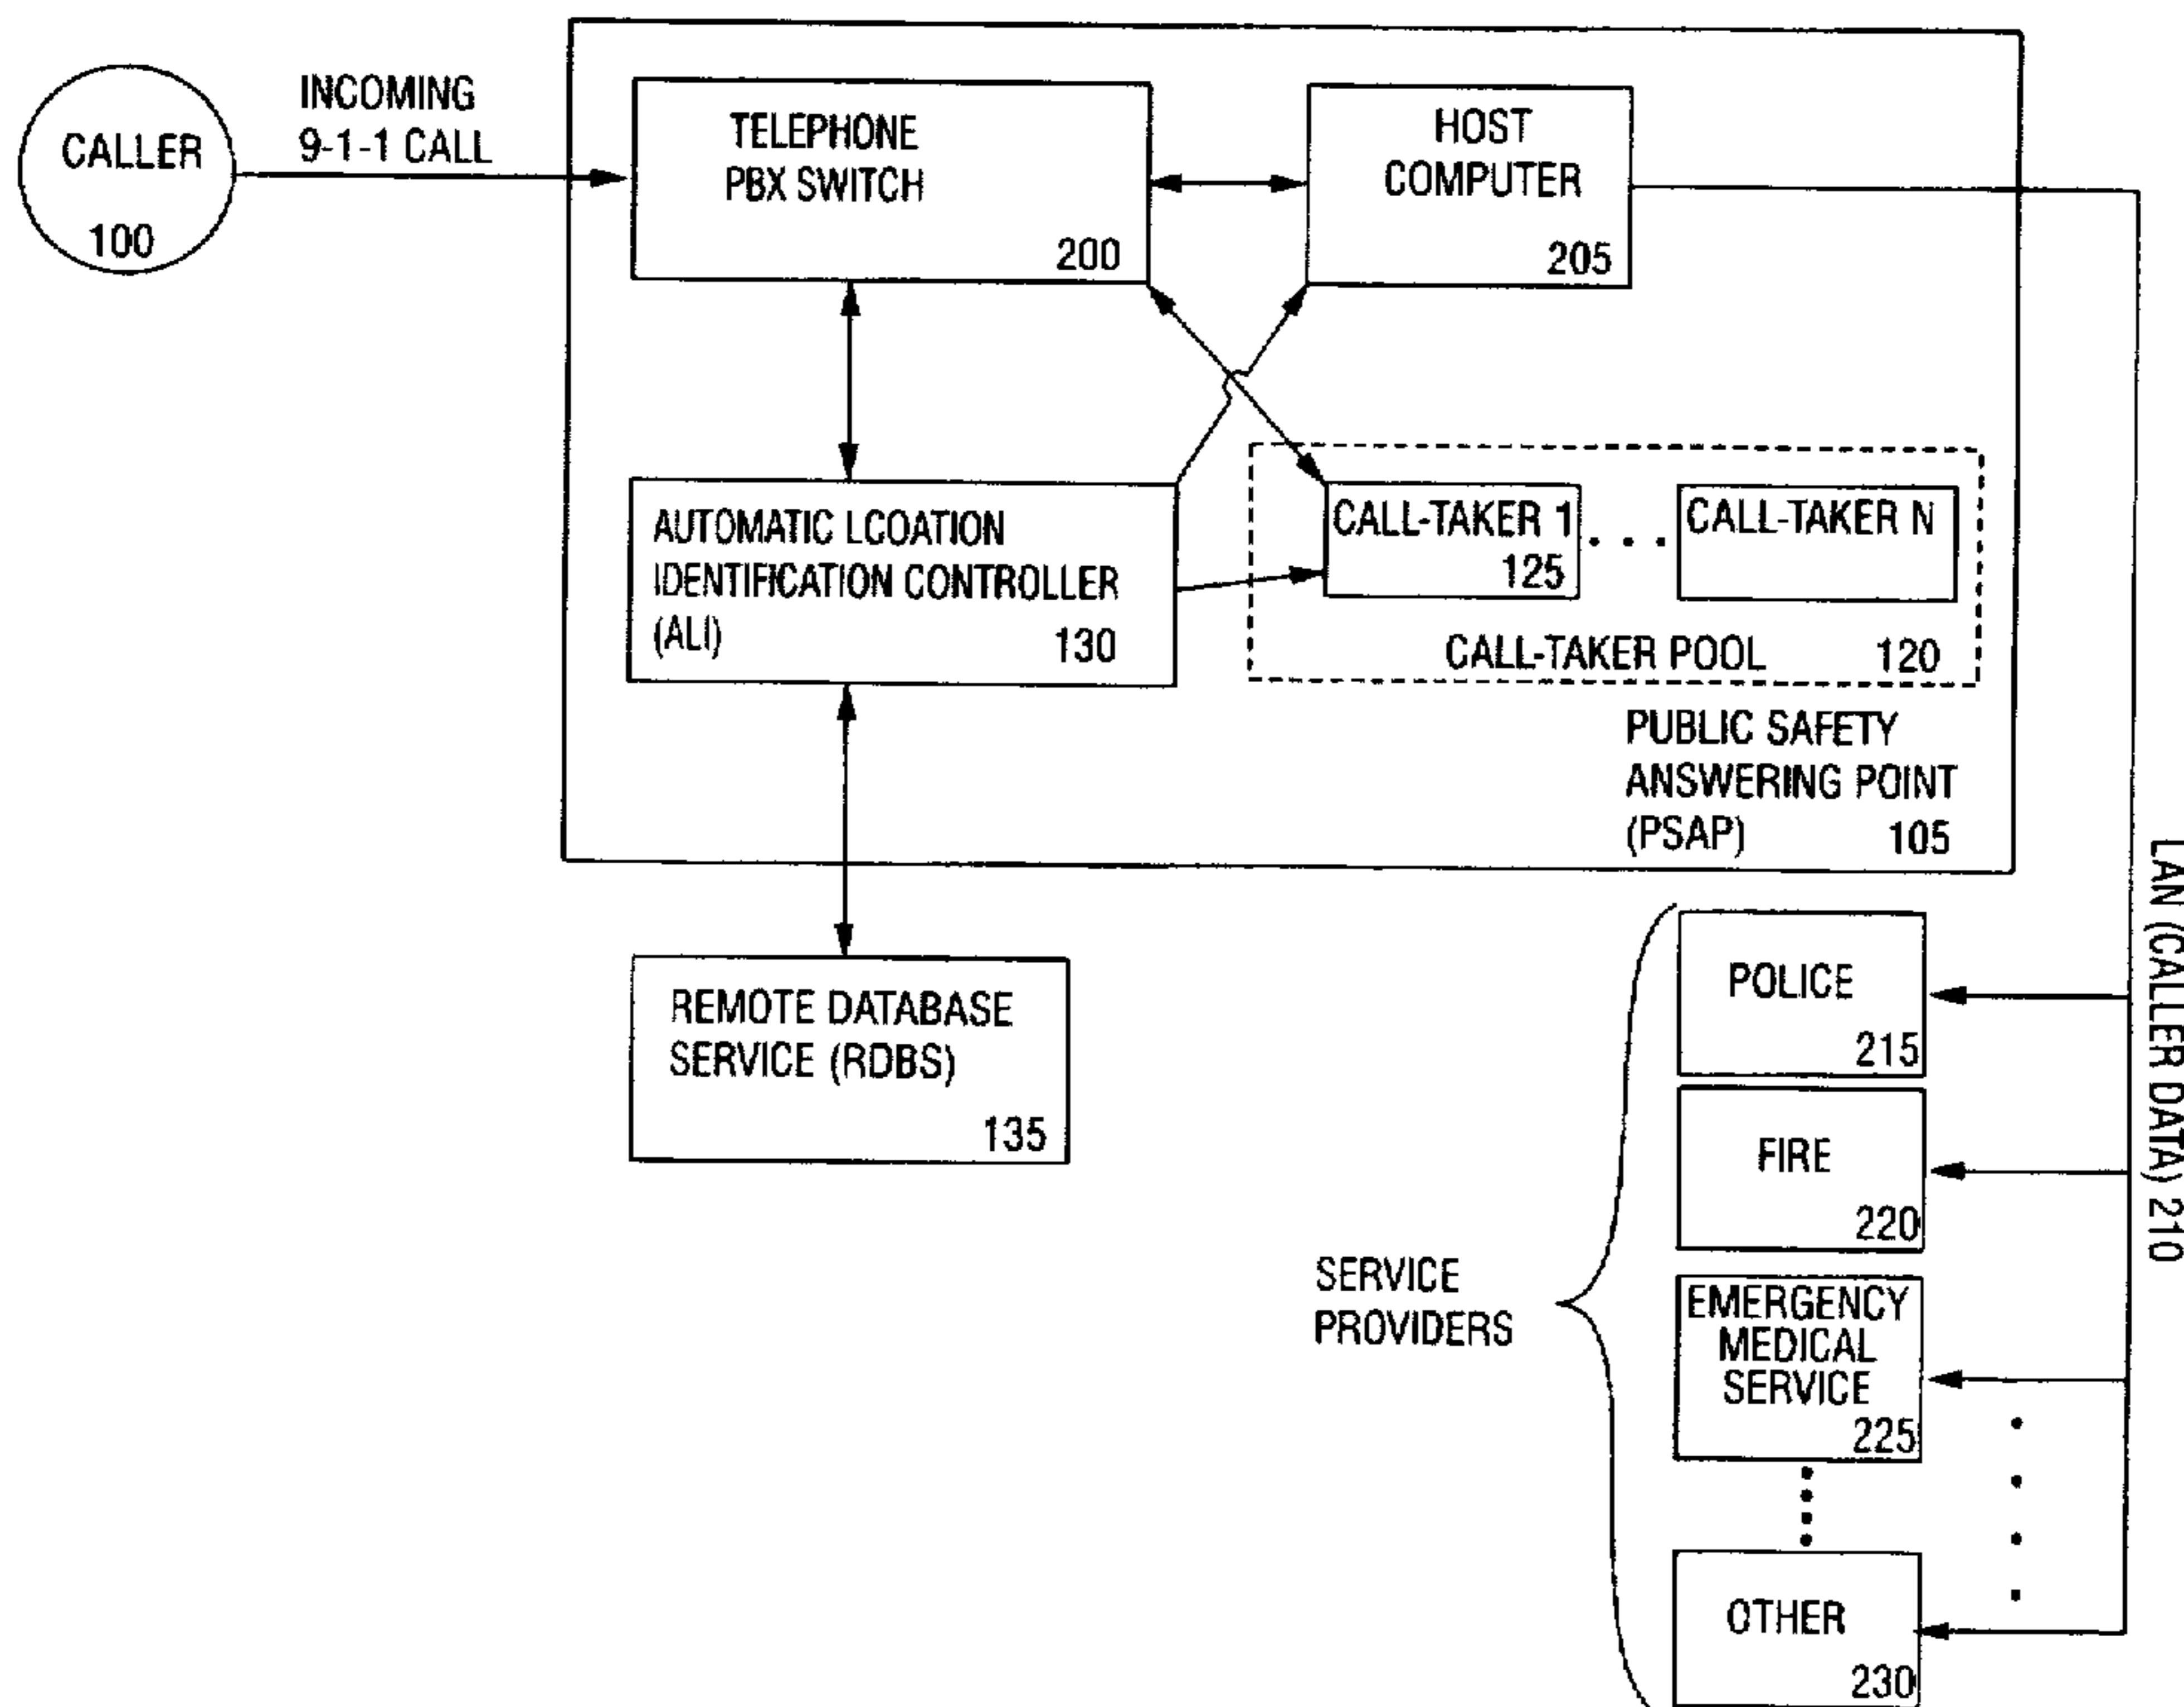 CALLER
100
INCOMING
9-1-1 CALL
TELEPHONE
PBX SWITCH
200
HOST
COMPUTER
205
AUTOMATIC LCOATION
IDENTIFICATION CONTROLLER
(ALI)
130
CALL-TAKER 1
125
. . .
CALL-TAKER N
CALL-TAKER POOL 120
PUBLIC SAFETY
ANSWERING POINT
(PSAP) 105
REMOTE DATABASE
SERVICE (RDBS)
135
LAN (CALLER DATA) 210
SERVICE
PROVIDERS
POLICE
215
FIRE
220
EMERGENCY
MEDICAL
SERVICE
225
OTHER
230